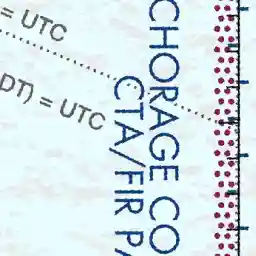 = UTC
DT) = UTC
CHORAGE CO
CTA/FIR PA